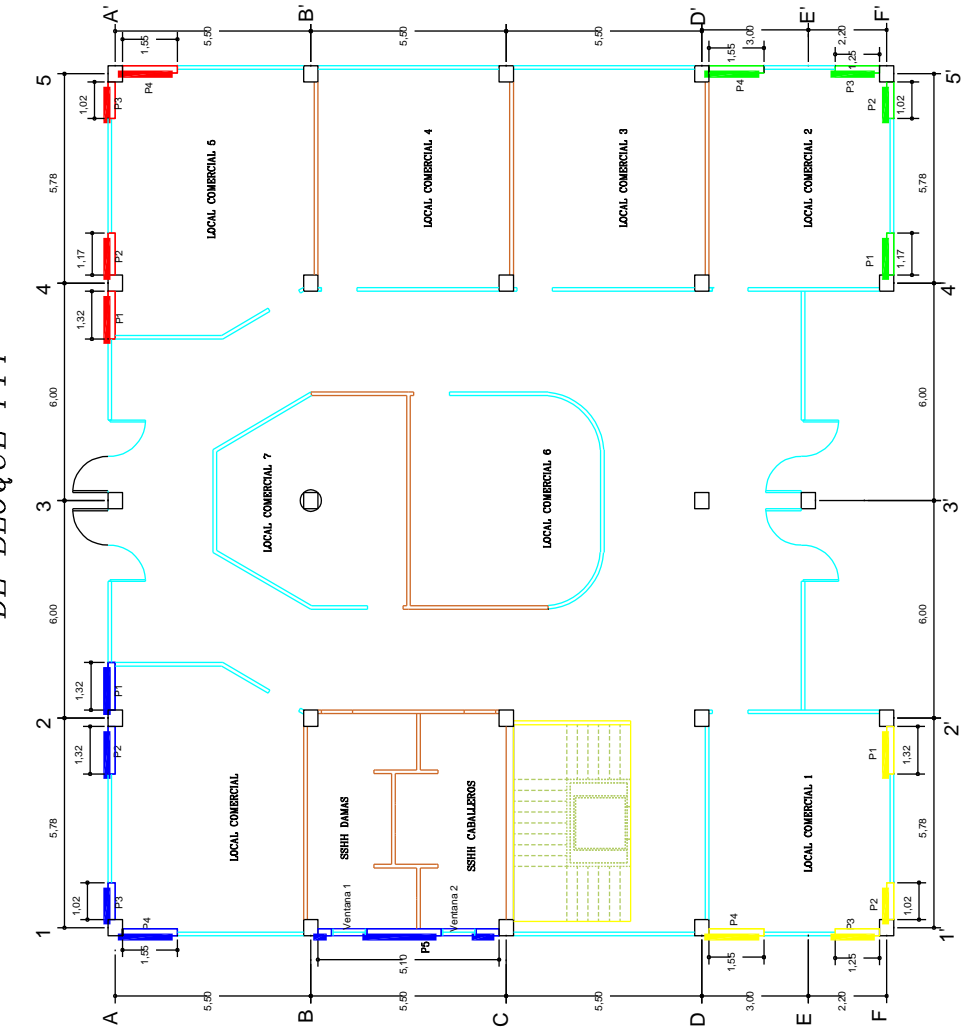 DE BLOQUE
1 2 3 4 5
5,78 6,00 6,00 5,78
1,02 1,32 1,32 1,32 1,17 1,02
A A'
P3 P2 P1 P1 P2 P3
1,55 P4 P4 1,55
5,50 5,50
LOCAL COMERCIAL
LOCAL COMERCIAL 7
LOCAL COMERCIAL 5
B B'
SSHH DAMAS
Ventana 1
5,50 5,10 5,50
P5
LOCAL COMERCIAL 4
Ventana 2
SSHH CABALLEROS
C C'
LOCAL COMERCIAL 6
5,50 5,50
LOCAL COMERCIAL 3
D D'
1,55 P4 P4 1,55
3,00 3,00
E E'
LOCAL COMERCIAL 1
LOCAL COMERCIAL 2
1,25 P3 P3 1,25
2,20 2,20
P2 P1 P1 P2
F F'
1,02 1,32 1,17 1,02
5,78 6,00 6,00 5,78
1' 2' 3' 4' 5'